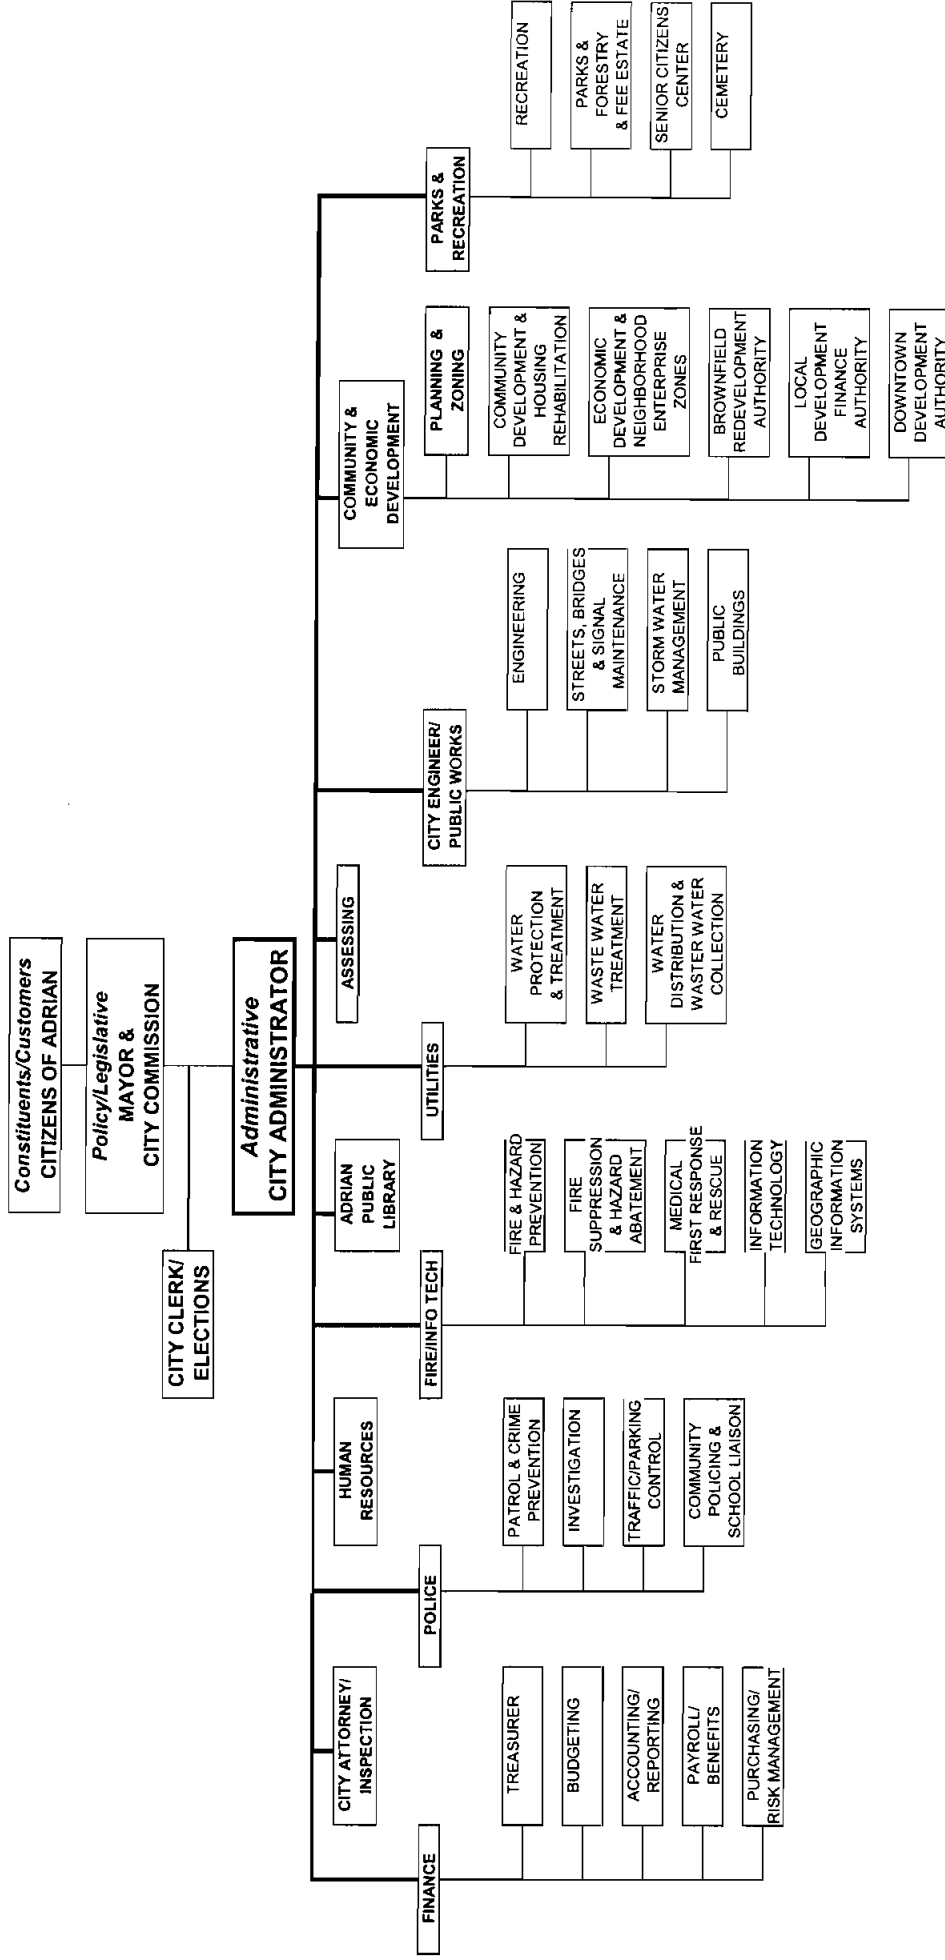 Constituents/Customers
CITIZENS OF ADRIAN
Policy/Legislative
MAYOR &
CITY COMMISSION
CITY CLERK/
ELECTIONS
Administrative
CITY ADMINISTRATOR
CITY ATTORNEY/
INSPECTION
HUMAN
RESOURCES
ADRIAN
PUBLIC
LIBRARY
ASSESSING
COMMUNITY &
ECONOMIC
DEVELOPMENT
FINANCE
TREASURER
BUDGETING
ACCOUNTING/
REPORTING
PAYROLL/
BENEFITS
PURCHASING/
RISK MANAGEMENT
POLICE
PATROL & CRIME
PREVENTION
INVESTIGATION
TRAFFIC/PARKING
CONTROL
COMMUNITY
POLICING &
SCHOOL LIAISON
FIRE/INFO TECH
FIRE & HAZARD
PREVENTION
FIRE
SUPPRESSION
& HAZARD
ABATEMENT
MEDICAL
FIRST RESPONSE
& RESCUE
INFORMATION
TECHNOLOGY
GEOGRAPHIC
INFORMATION
SYSTEMS
UTILITIES
WATER
PROTECTION
& TREATMENT
WASTE WATER
TREATMENT
WATER
DISTRIBUTION &
WASTER WATER
COLLECTION
CITY ENGINEER/
PUBLIC WORKS
ENGINEERING
STREETS, BRIDGES
& SIGNAL
MAINTENANCE
STORM WATER
MANAGEMENT
PUBLIC
BUILDINGS
PLANNING &
ZONING
COMMUNITY
DEVELOPMENT &
HOUSING
REHABILITATION
ECONOMIC
DEVELOPMENT &
NEIGHBORHOOD
ENTERPRISE
ZONES
BROWNFIELD
REDEVELOPMENT
AUTHORITY
LOCAL
DEVELOPMENT
FINANCE
AUTHORITY
DOWNTOWN
DEVELOPMENT
AUTHORITY
PARKS &
RECREATION
RECREATION
PARKS &
FORESTRY
& FEE ESTATE
SENIOR CITIZENS
CENTER
CEMETERY